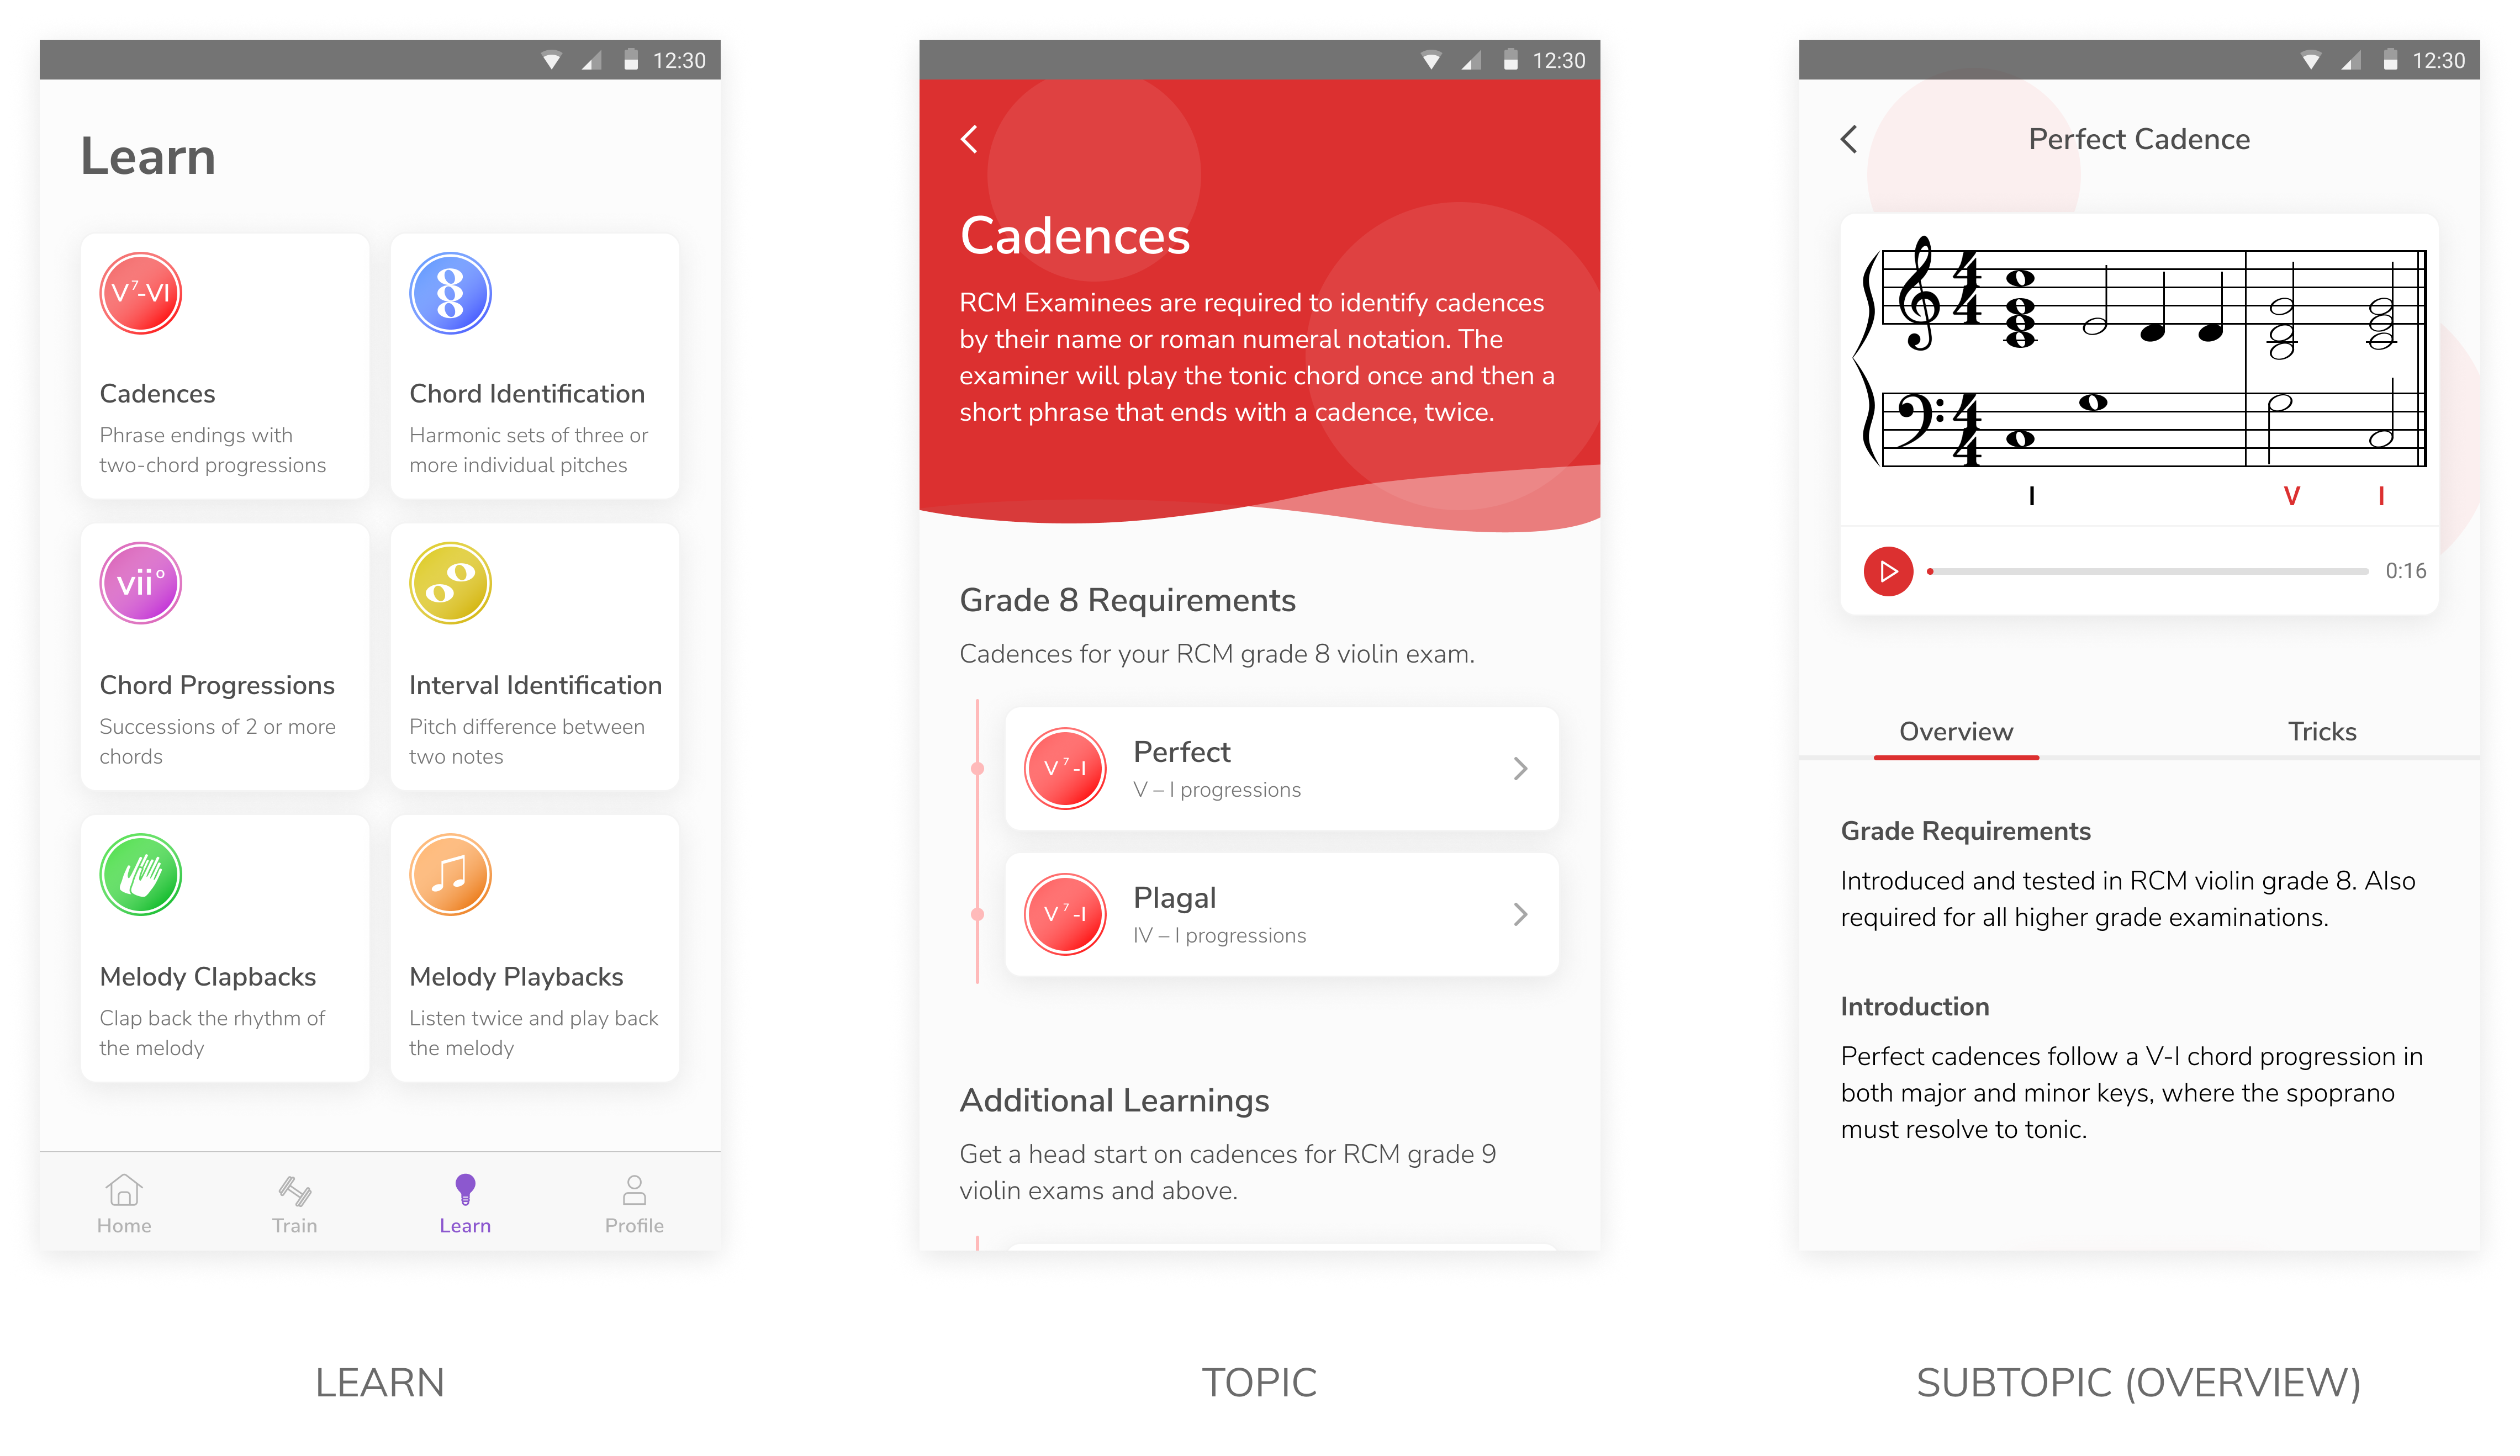 12:30
Learn
V⁷-VI
Cadences
Phrase endings with
two-chord progressions
Chord Identification
Harmonic sets of three or
more individual pitches
vii°
Chord Progressions
Successions of 2 or more
chords
Interval Identification
Pitch difference between
two notes
Melody Clapbacks
Clap back the rhythm of
the melody
Melody Playbacks
Listen twice and play back
the melody
Home
Train
Learn
Profile
LEARN
12:30
Cadences
RCM Examinees are required to identify cadences
by their name or roman numeral notation. The
examiner will play the tonic chord once and then a
short phrase that ends with a cadence, twice.
Grade 8 Requirements
Cadences for your RCM grade 8 violin exam.
V⁷-I
Perfect
V – I progressions
V⁷-I
Plagal
IV – I progressions
Additional Learnings
Get a head start on cadences for RCM grade 9
violin exams and above.
TOPIC
12:30
Perfect Cadence
4
4
4
4
I V I
0:16
Overview
Tricks
Grade Requirements
Introduced and tested in RCM violin grade 8. Also
required for all higher grade examinations.
Introduction
Perfect cadences follow a V-I chord progression in
both major and minor keys, where the spoprano
must resolve to tonic.
SUBTOPIC (OVERVIEW)